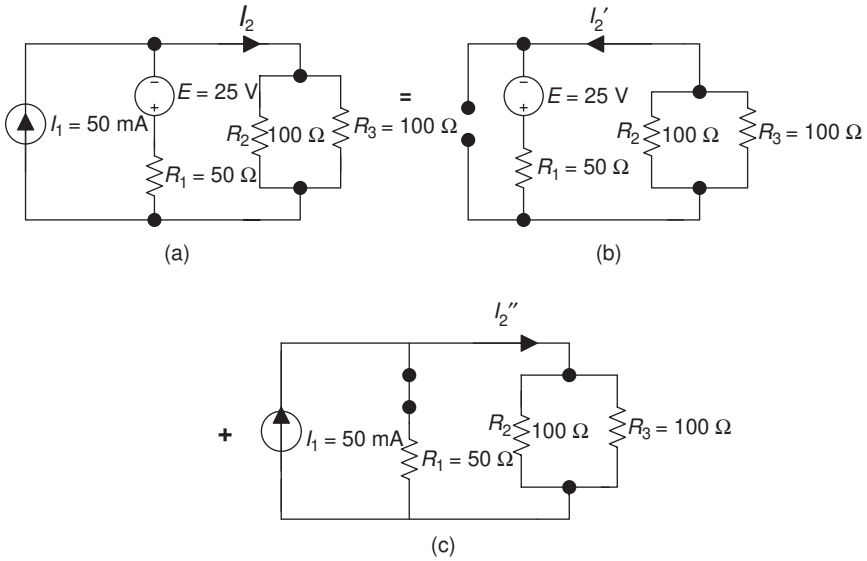 I₂
− + E = 25 V
I₁ = 50 mA
R₂ 100 Ω
R₃ = 100 Ω
R₁ = 50 Ω
(a)
=
I₂′
− + E = 25 V
R₂ 100 Ω
R₃ = 100 Ω
R₁ = 50 Ω
(b)
+
I₂″
I₁ = 50 mA
R₂ 100 Ω
R₃ = 100 Ω
R₁ = 50 Ω
(c)